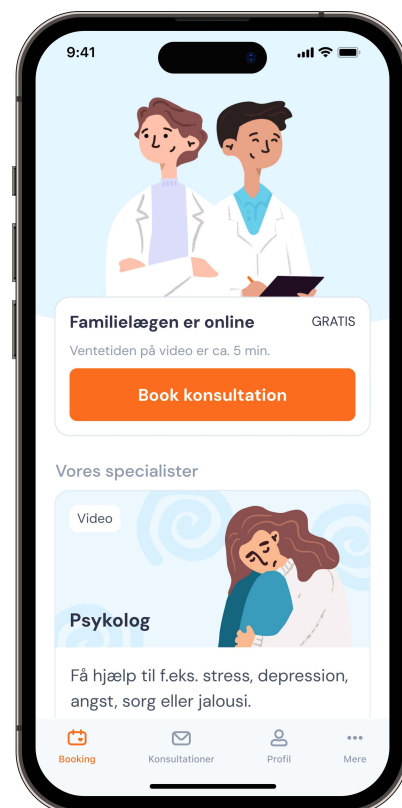 9:41
Familielægen er online
GRATIS
Ventetiden på video er ca. 5 min.
Book konsultation
Vores specialister
Video
Psykolog
Få hjælp til f.eks. stress, depression,
angst, sorg eller jalousi.
Booking
Konsultationer
Profil
Mere